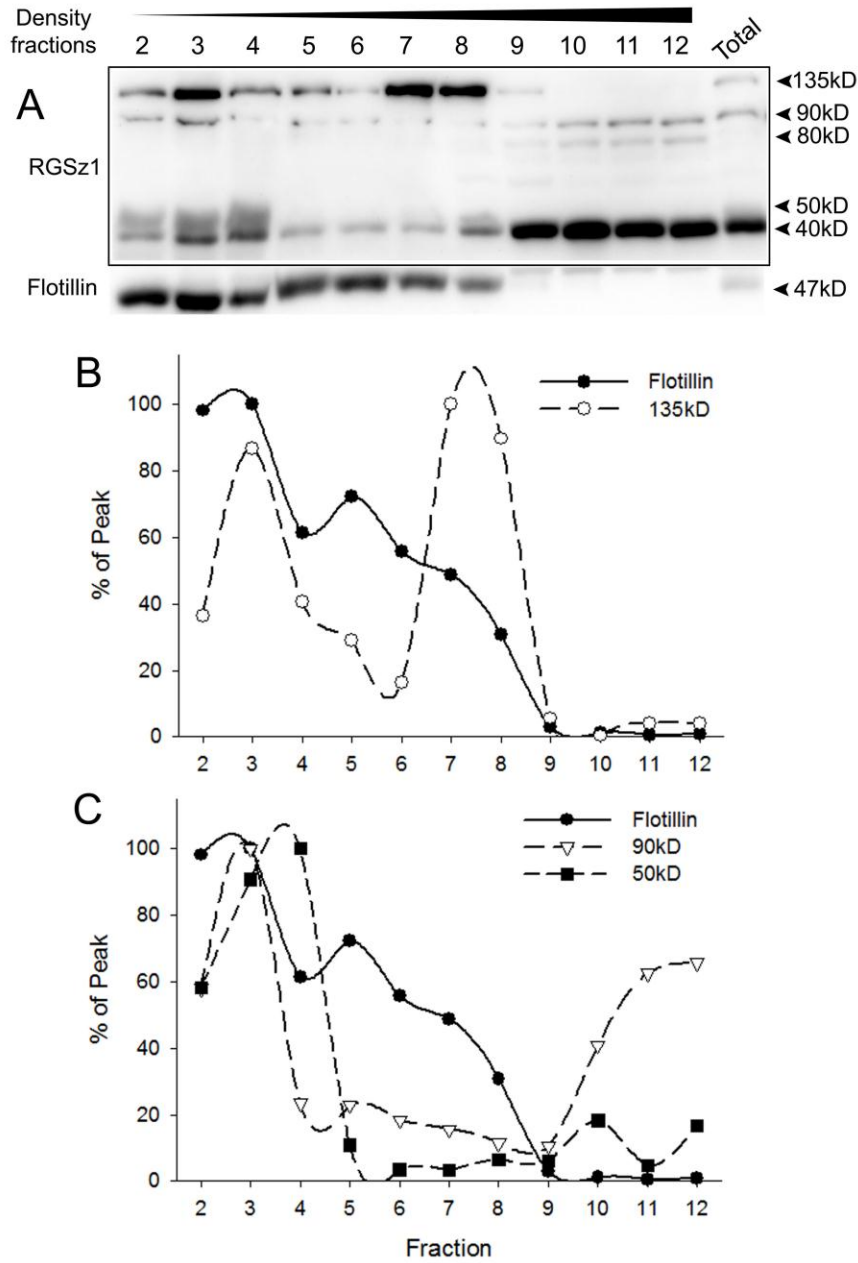 Density
fractions
2 3 4 5 6 7 8 9 10 11 12 Total
A
RGSz1
135kD
90kD
80kD
50kD
40kD
Flotillin
47kD
B
Flotillin
135kD
% of Peak
100
80
60
40
20
0
2 3 4 5 6 7 8 9 10 11 12
C
Flotillin
90kD
50kD
% of Peak
100
80
60
40
20
0
2 3 4 5 6 7 8 9 10 11 12
Fraction